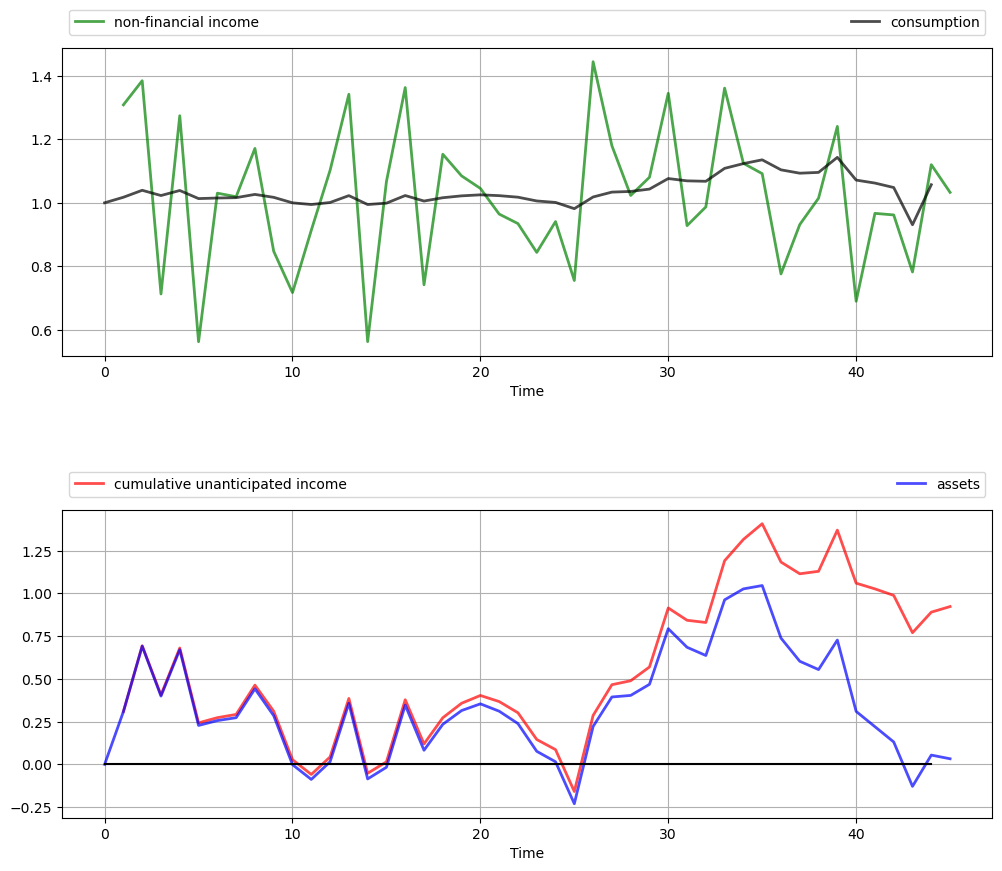 non-financial income consumption
1.4
1.2
1.0
0.8
0.6
0 10 20 30 40
Time
cumulative unanticipated income assets
1.25
1.00
0.75
0.50
0.25
0.00
−0.25
0 10 20 30 40
Time